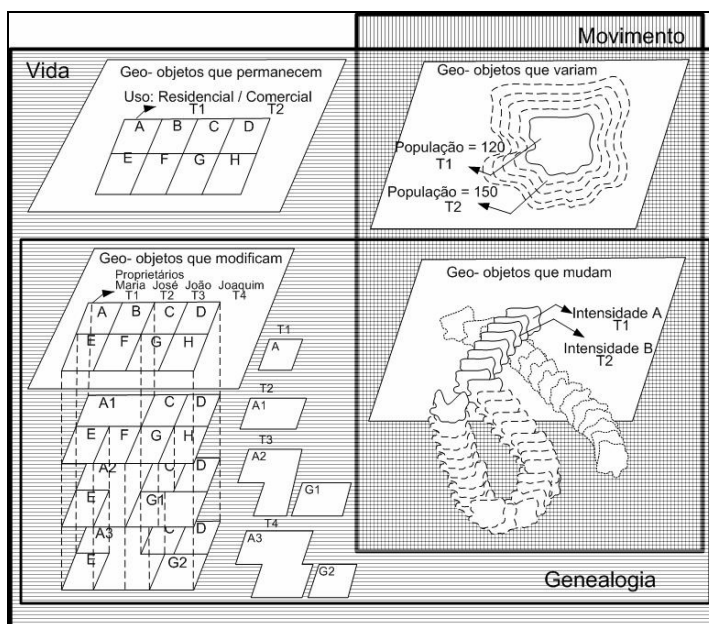 Movimento
Vida
Geo- objetos que permanecem
Uso: Residencial / Comercial
T1 T2
A B C D
E F G H
Geo- objetos que variam
População = 120
T1
População = 150
T2
Geo- objetos que modificam
Proprietários
Maria José João Joaquim
T1 T2 T3 T4
A B C D
E F G H
A1 C D
E F G H
A2 C D
E G1
A3 C D
E G2
T1
A
T2
A1
T3
A2
G1
T4
A3
G2
Geo- objetos que mudam
Intensidade A
T1
Intensidade B
T2
Genealogia